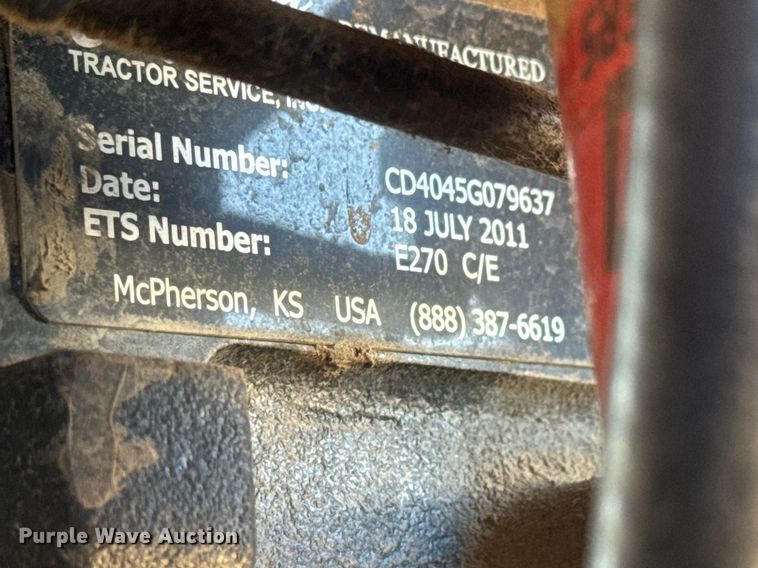 REMANUFACTURED
TRACTOR SERVICE, INC.
Serial Number: CD4045G079637
Date: 18 JULY 2011
ETS Number: E270 C/E
McPherson, KS USA (888) 387-6619
Purple Wave Auction